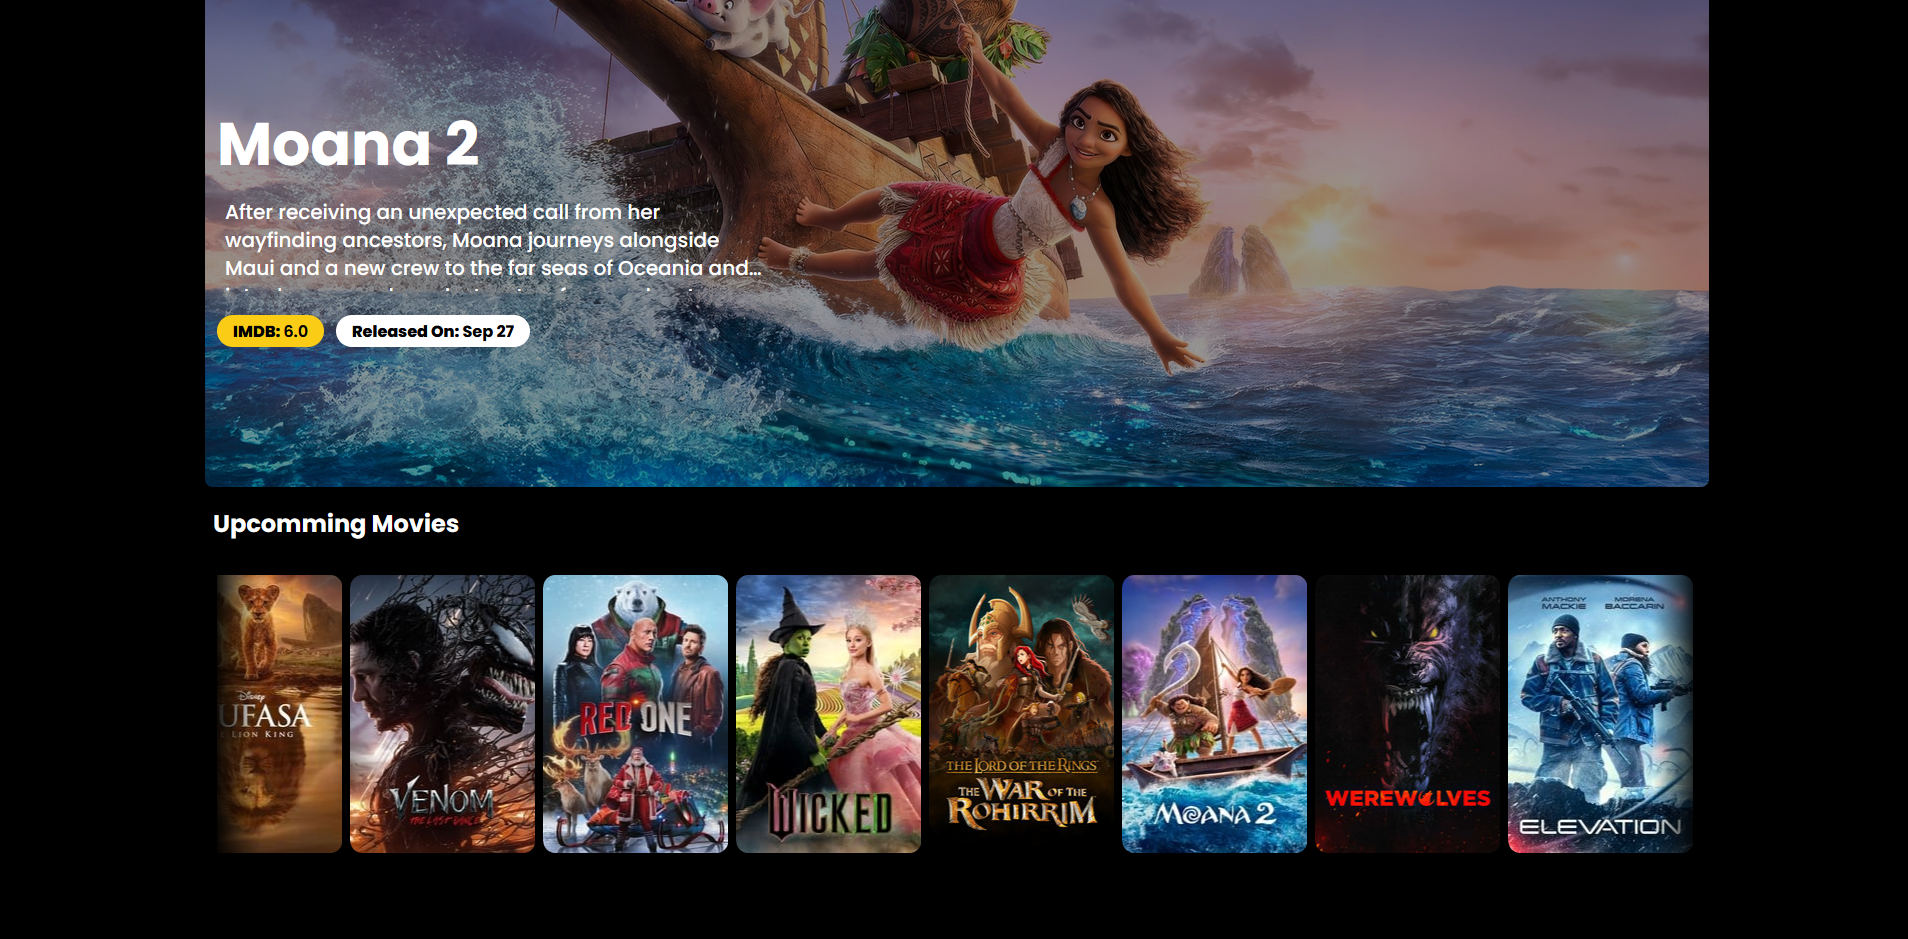 Moana 2
After receiving an unexpected call from her
wayfinding ancestors, Moana journeys alongside
Maui and a new crew to the far seas of Oceania and...
IMDB: 6.0
Released On: Sep 27
Upcomming Movies
DISNEY
UFASA
E LION KING
VENOM
THE LAST DANCE
RED ONE
WICKED
THE LORD OF THE RINGS
THE WAR OF THE
ROHIRRIM
MOANA 2
WEREWOLVES
ANTHONY MACKIE
MORENA BACCARIN
ELEVATION